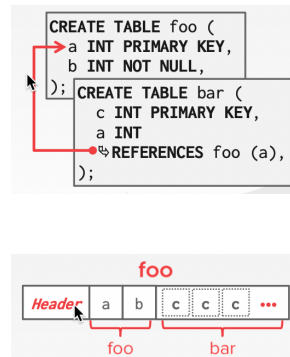 CREATE TABLE foo (
a INT PRIMARY KEY,
b INT NOT NULL,
);
CREATE TABLE bar (
c INT PRIMARY KEY,
a INT
REFERENCES foo (a),
);
foo
Header a b c c c ...
foo bar